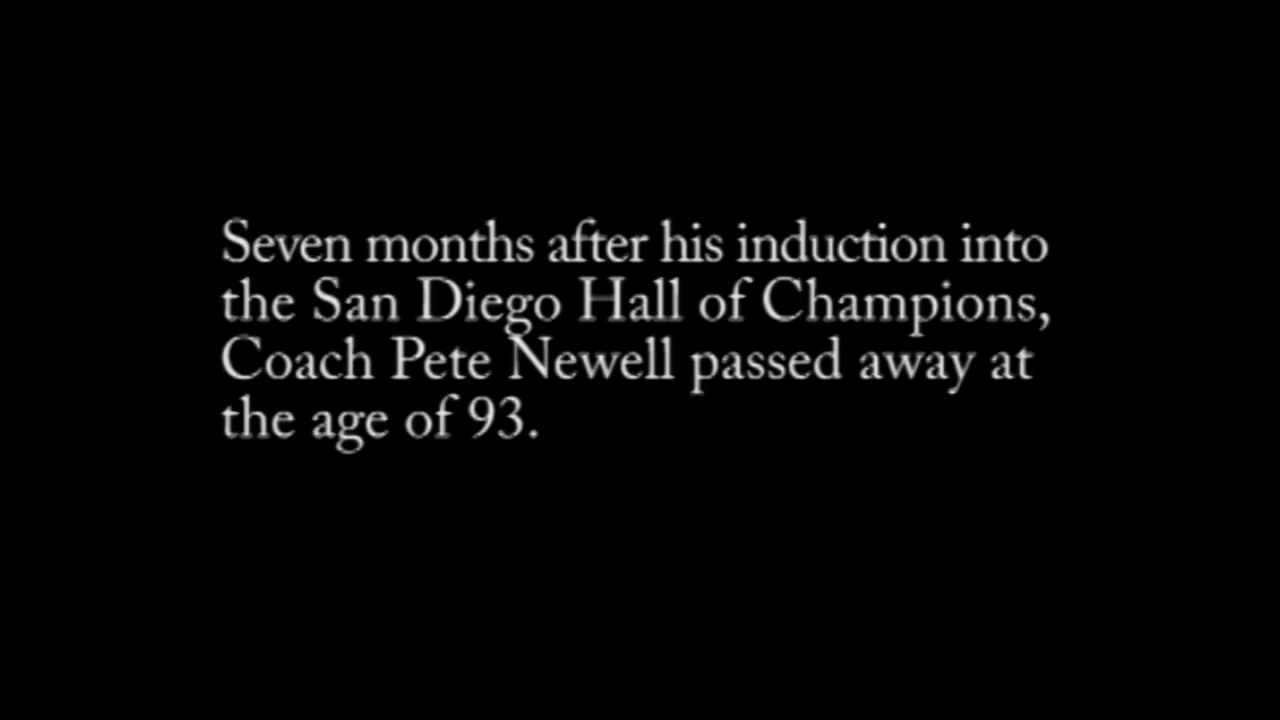 Seven months after his induction into
the San Diego Hall of Champions,
Coach Pete Newell passed away at
the age of 93.